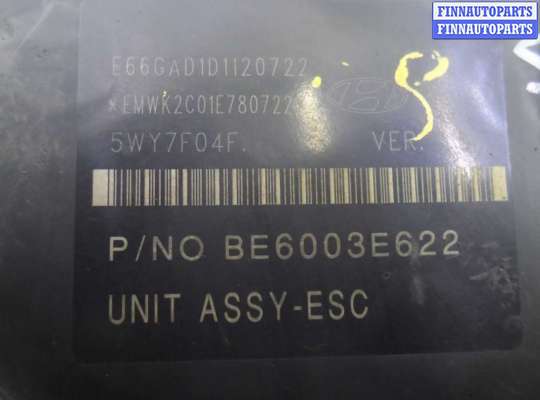 FINNAUTOPARTS
FINNAUTOPARTS
E66GAD1D1120722
*EMWK2C01E780722
5WY7F04F. VER.
P/NO BE6003E622
UNIT ASSY-ESC